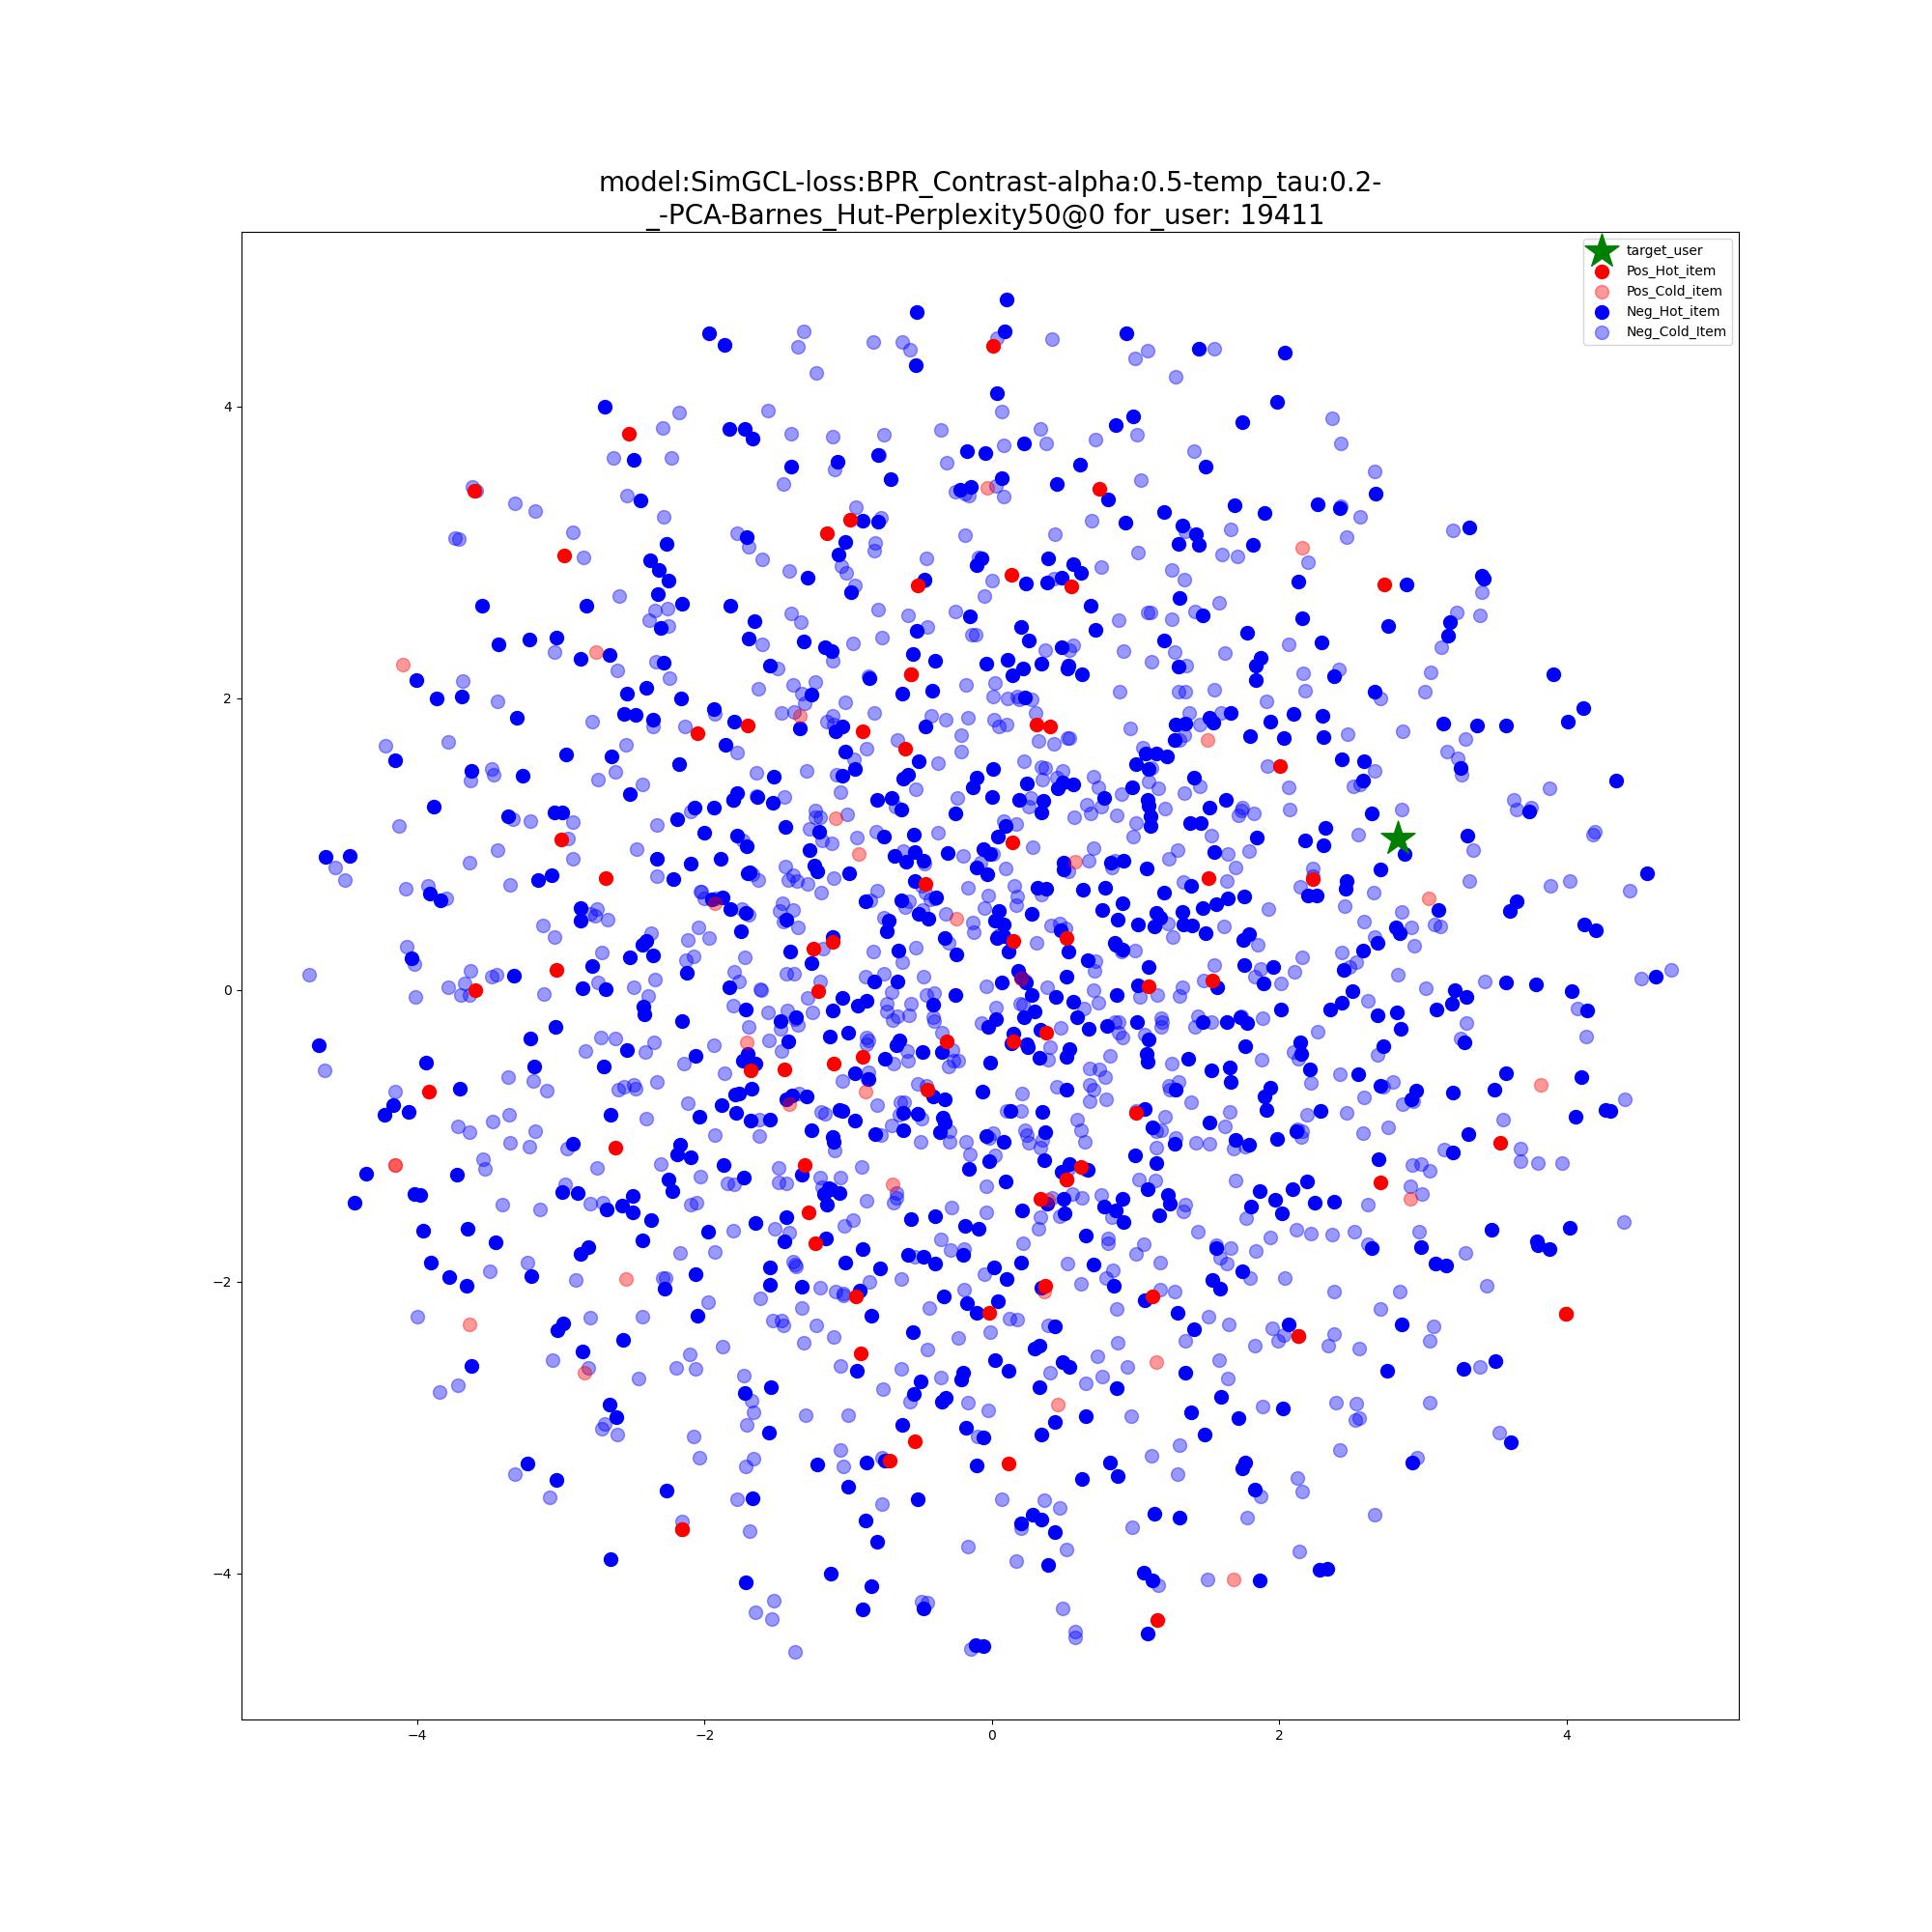 model:SimGCL-loss:BPR_Contrast-alpha:0.5-temp_tau:0.2-
_-PCA-Barnes_Hut-Perplexity50@0 for_user: 19411
target_user
Pos_Hot_item
Pos_Cold_item
Neg_Hot_item
Neg_Cold_Item
4
2
0
−2
−4
−4
−2
0
2
4